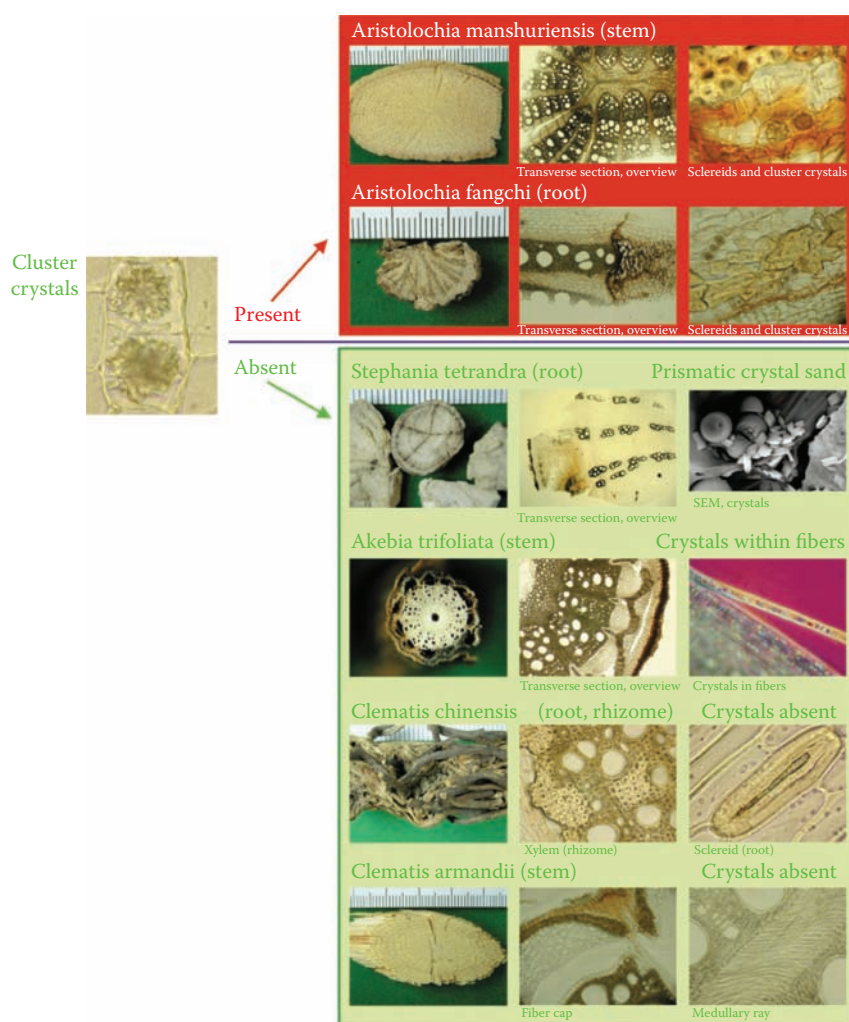 Aristolochia manshuriensis (stem)
Transverse section, overview
Sclereids and cluster crystals
Aristolochia fangchi (root)
Transverse section, overview
Sclereids and cluster crystals
Cluster
crystals
Present
Absent
Stephania tetrandra (root) Prismatic crystal sand
Transverse section, overview
SEM, crystals
Akebia trifoliata (stem) Crystals within fibers
Transverse section, overview
Crystals in fibers
Clematis chinensis (root, rhizome) Crystals absent
Xylem (rhizome)
Sclereid (root)
Clematis armandii (stem) Crystals absent
Fiber cap
Medullary ray